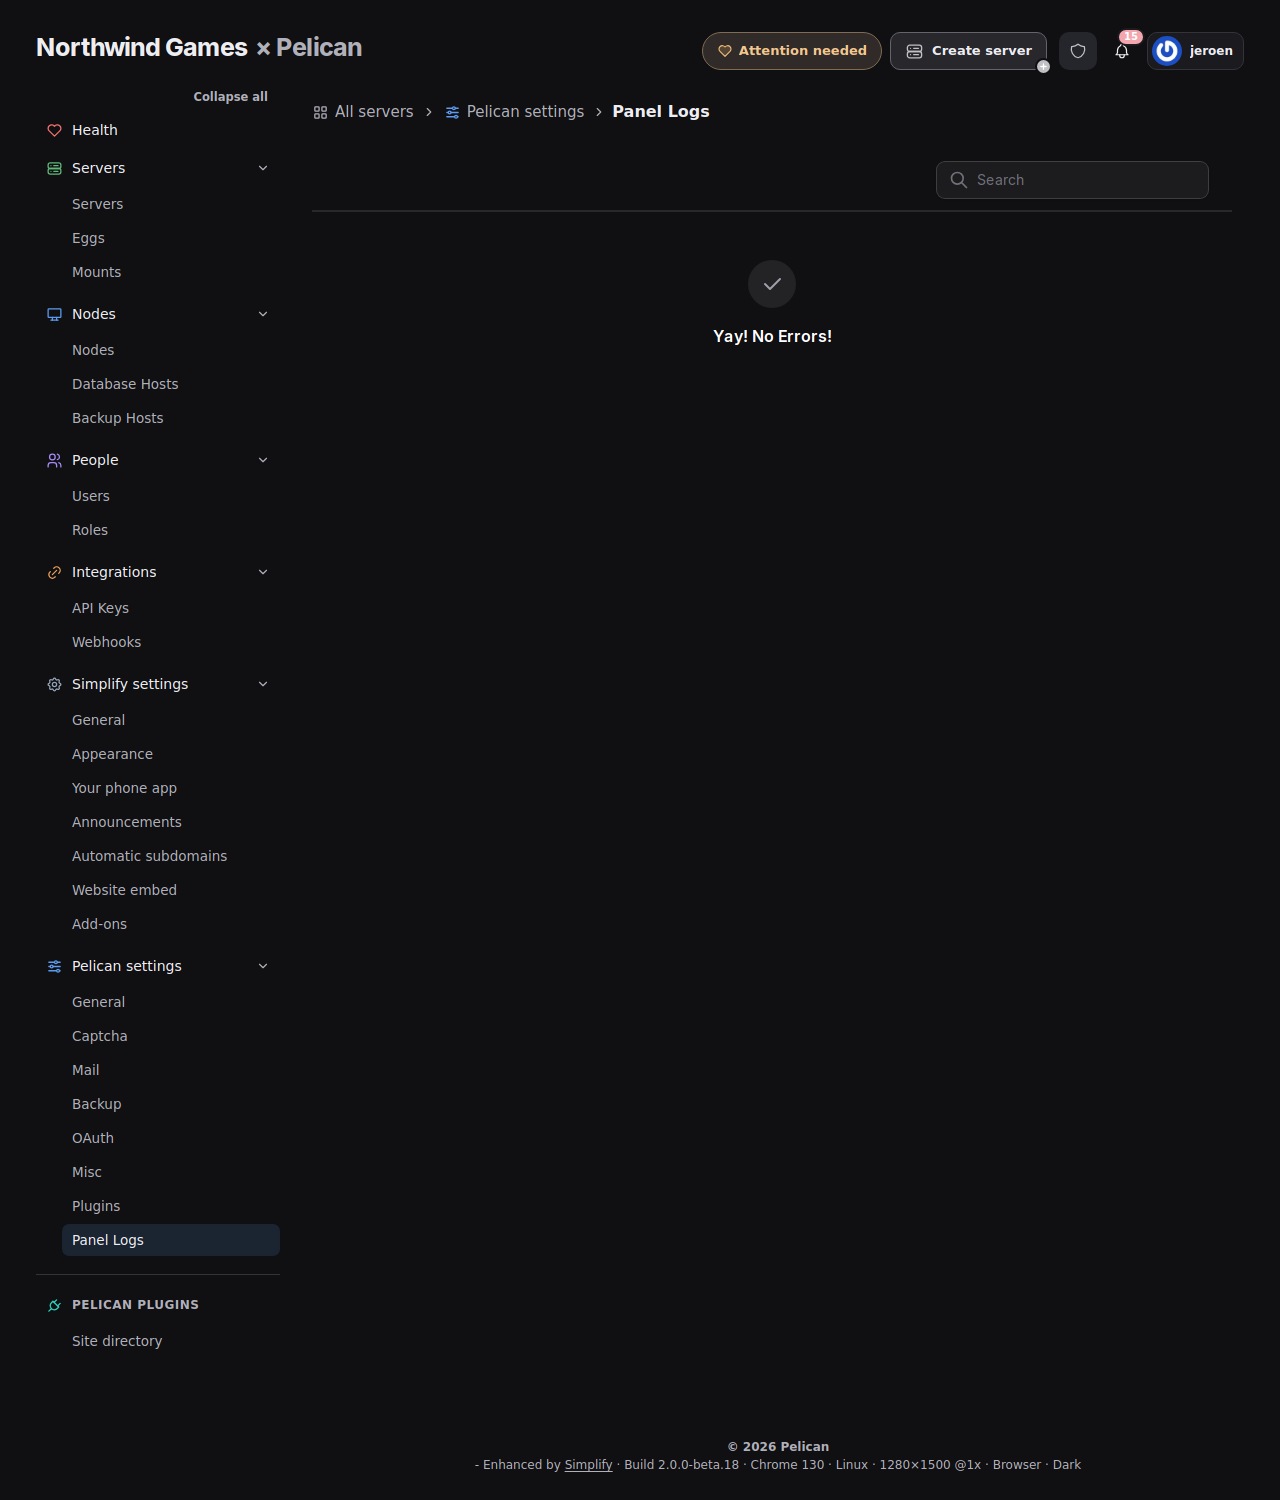 Northwind Games × Pelican
Attention needed
Create server
15
jeroen
Collapse all
All servers > Pelican settings > Panel Logs
Health
Servers
Servers
Eggs
Mounts
Nodes
Nodes
Database Hosts
Backup Hosts
People
Users
Roles
Integrations
API Keys
Webhooks
Simplify settings
General
Appearance
Your phone app
Announcements
Automatic subdomains
Website embed
Add-ons
Pelican settings
General
Captcha
Mail
Backup
OAuth
Misc
Plugins
Panel Logs
PELICAN PLUGINS
Site directory
Search
Yay! No Errors!
© 2026 Pelican
- Enhanced by Simplify · Build 2.0.0-beta.18 · Chrome 130 · Linux · 1280×1500 @1x · Browser · Dark